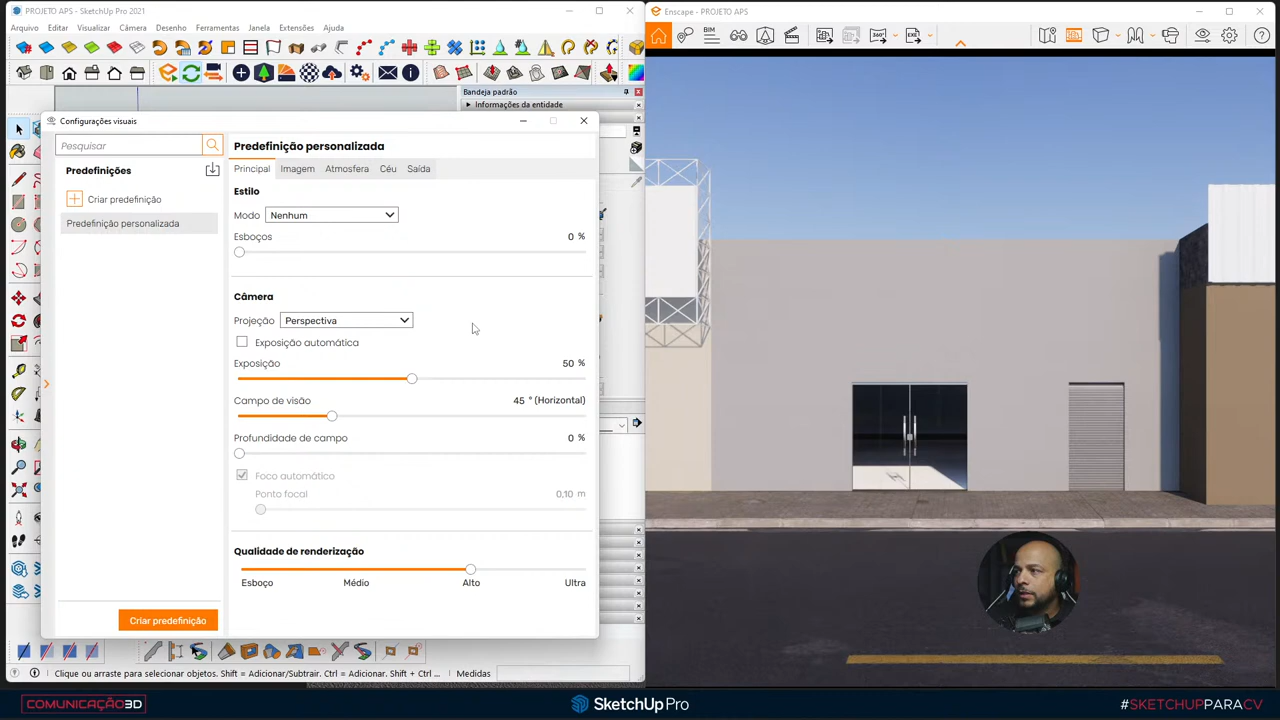 PROJETO APS - SketchUp Pro 2021
Arquivo Editar Visualizar Câmera Desenho Ferramentas Janela Extensões Ajuda
Bandeja padrão
Informações da entidade
Configurações visuais
Pesquisar
Predefinições
Criar predefinição
Predefinição personalizada
Criar predefinição
Predefinição personalizada
Principal Imagem Atmosfera Céu Saída
Estilo
Modo Nenhum
Esboços 0 %
Câmera
Projeção Perspectiva
Exposição automática
Exposição 50 %
Campo de visão 45 ° (Horizontal)
Profundidade de campo 0 %
Foco automático
Ponto focal 0,10 m
Qualidade de renderização
Esboço Médio Alto Ultra
Clique ou arraste para selecionar objetos. Shift = Adicionar/Subtrair. Ctrl = Adicionar. Shift + Ctrl ... Medidas
Enscape - PROJETO APS
BIM
360°
EXE
COMUNICAÇÃO3D
SketchUp Pro
#SKETCHUPPARACV